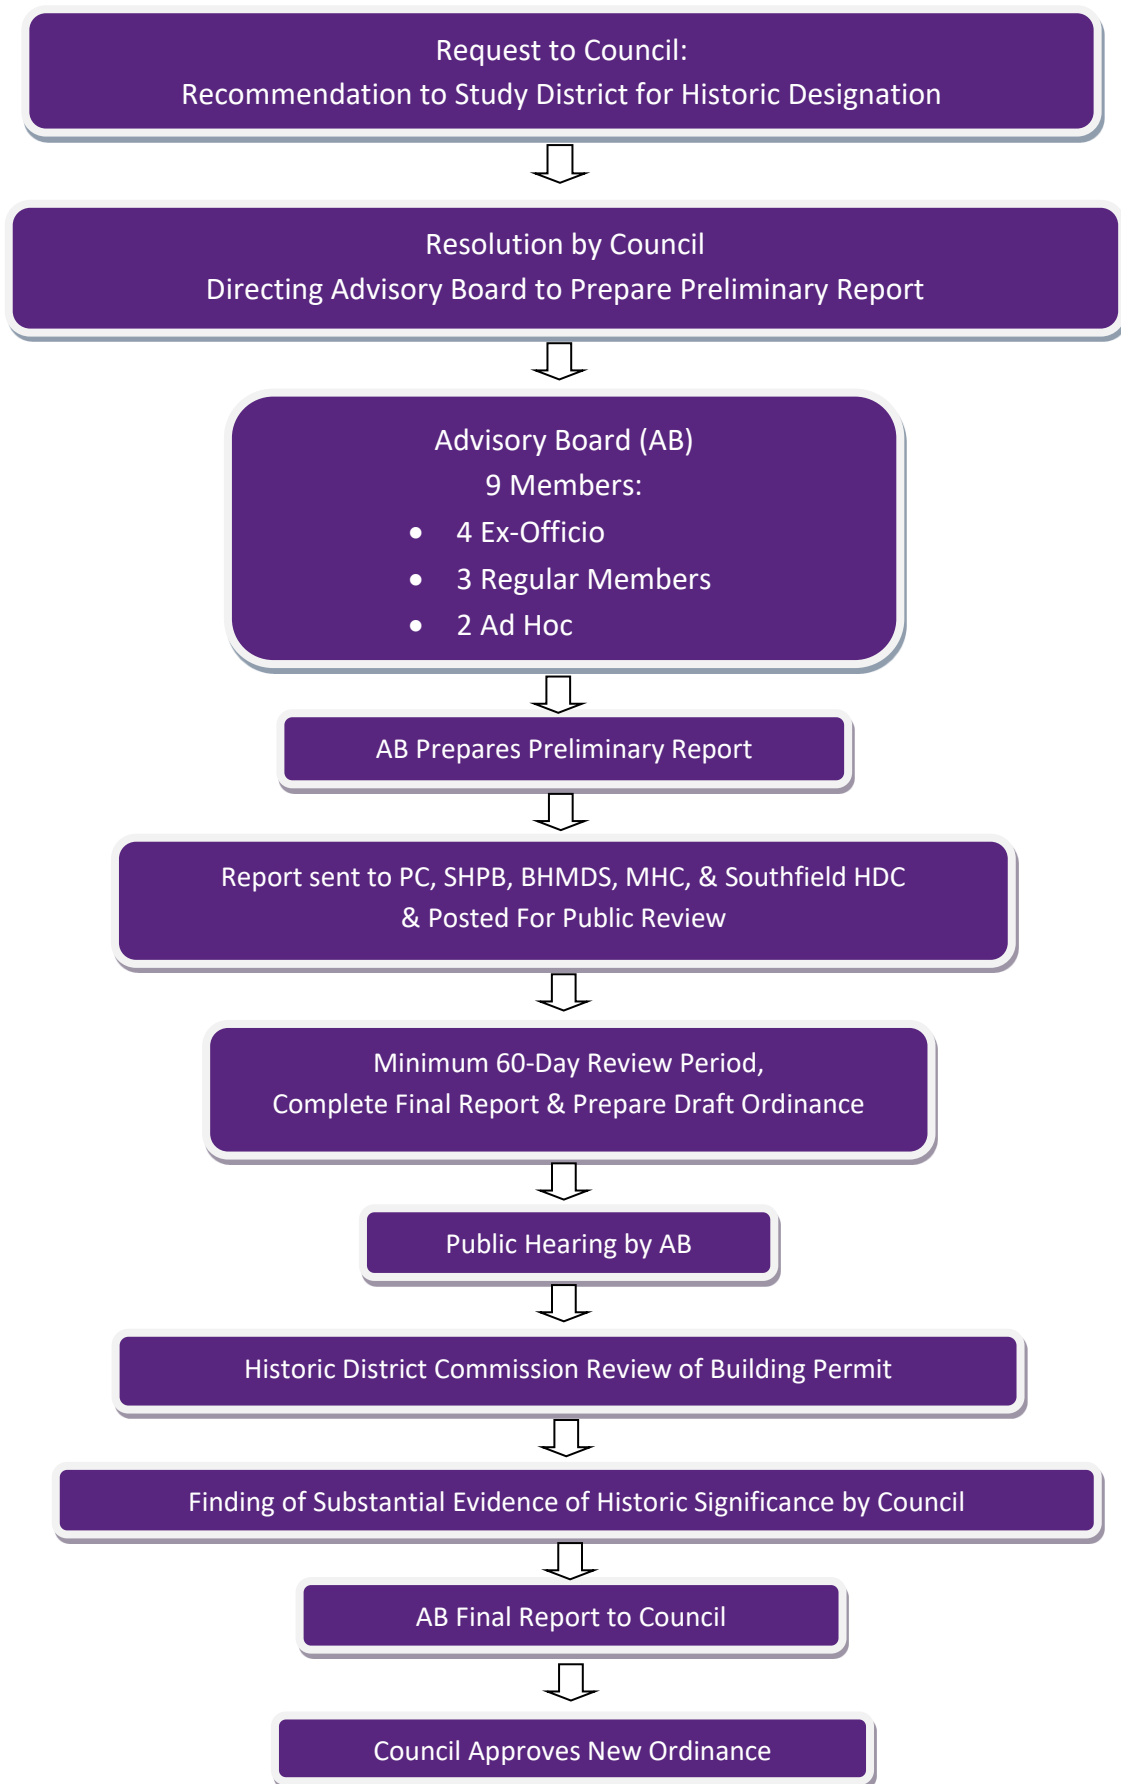 Request to Council:
Recommendation to Study District for Historic Designation
Resolution by Council
Directing Advisory Board to Prepare Preliminary Report
Advisory Board (AB)
9 Members:
• 4 Ex-Officio
• 3 Regular Members
• 2 Ad Hoc
AB Prepares Preliminary Report
Report sent to PC, SHPB, BHMDS, MHC, & Southfield HDC
& Posted For Public Review
Minimum 60-Day Review Period,
Complete Final Report & Prepare Draft Ordinance
Public Hearing by AB
Historic District Commission Review of Building Permit
Finding of Substantial Evidence of Historic Significance by Council
AB Final Report to Council
Council Approves New Ordinance